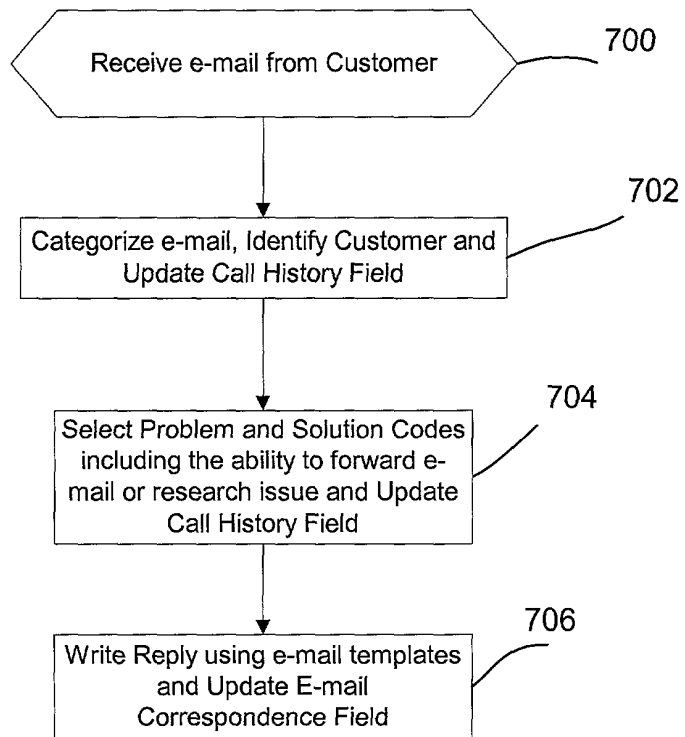 Receive e-mail from Customer
700
702
Categorize e-mail, Identify Customer and
Update Call History Field
704
Select Problem and Solution Codes
including the ability to forward e-
mail or research issue and Update
Call History Field
706
Write Reply using e-mail templates
and Update E-mail
Correspondence Field